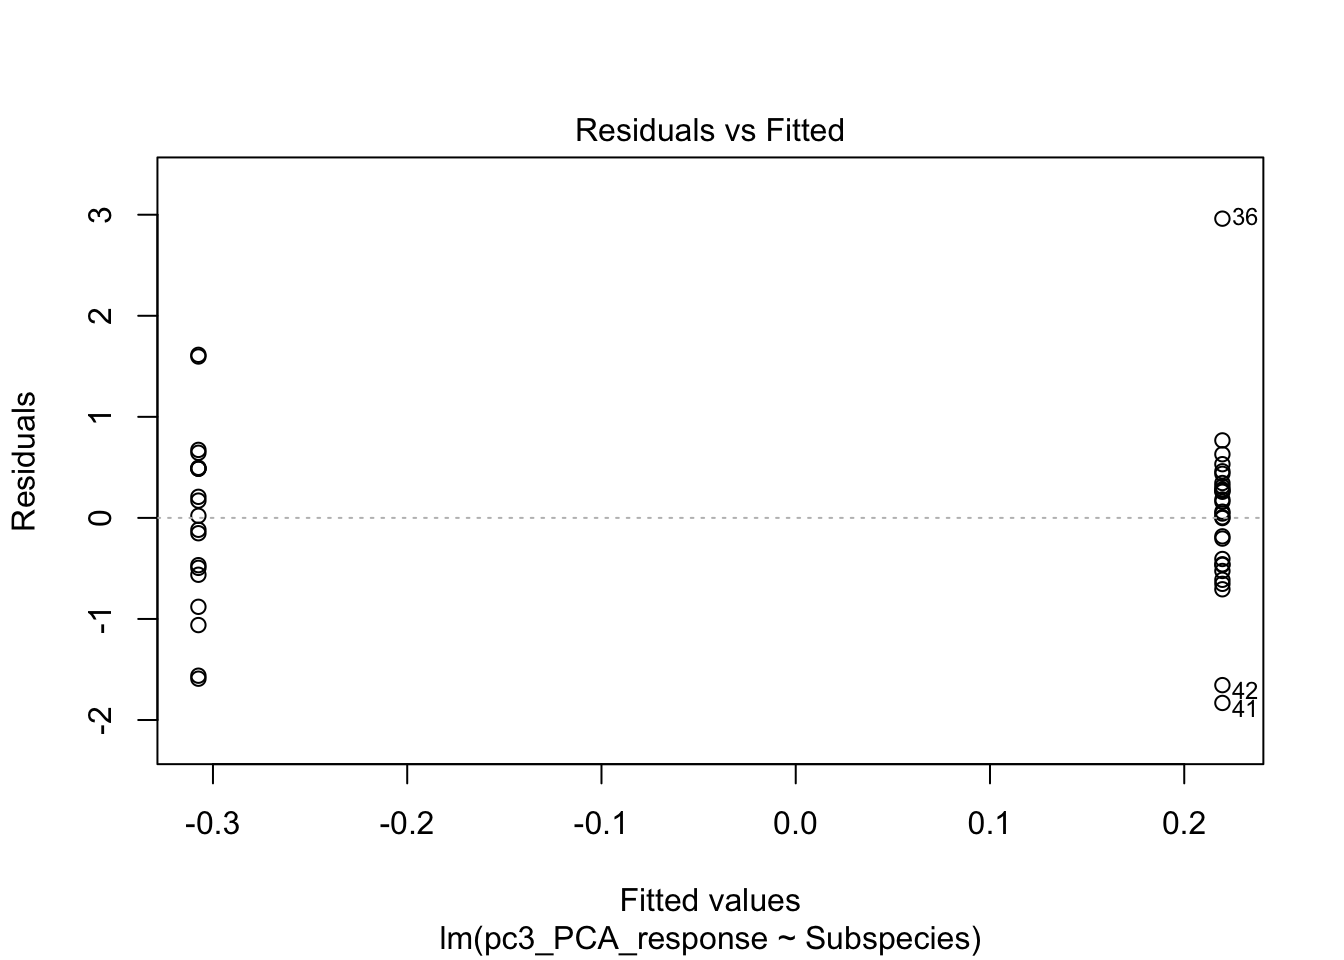 Residuals vs Fitted
3
2
1
0
-1
-2
Residuals
36
42
41
-0.3 -0.2 -0.1 0.0 0.1 0.2
Fitted values
lm(pc3_PCA_response ~ Subspecies)